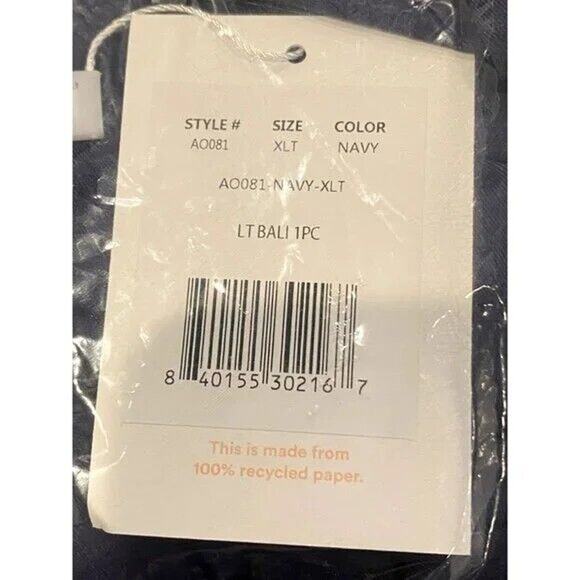 STYLE # SIZE COLOR
AO081 XLT NAVY
AO081-NAVY-XLT
LT BALI 1PC
8 40155 30216 7
This is made from
100% recycled paper.